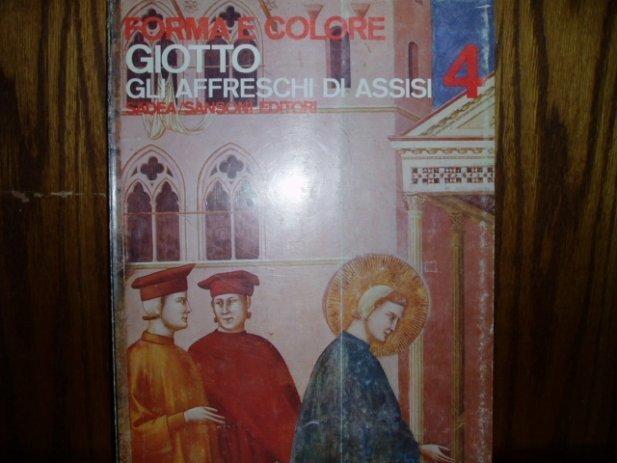 FORMA E COLORE
GIOTTO
GLI AFFRESCHI DI ASSISI 4
SADEA/SANSONI EDITORI